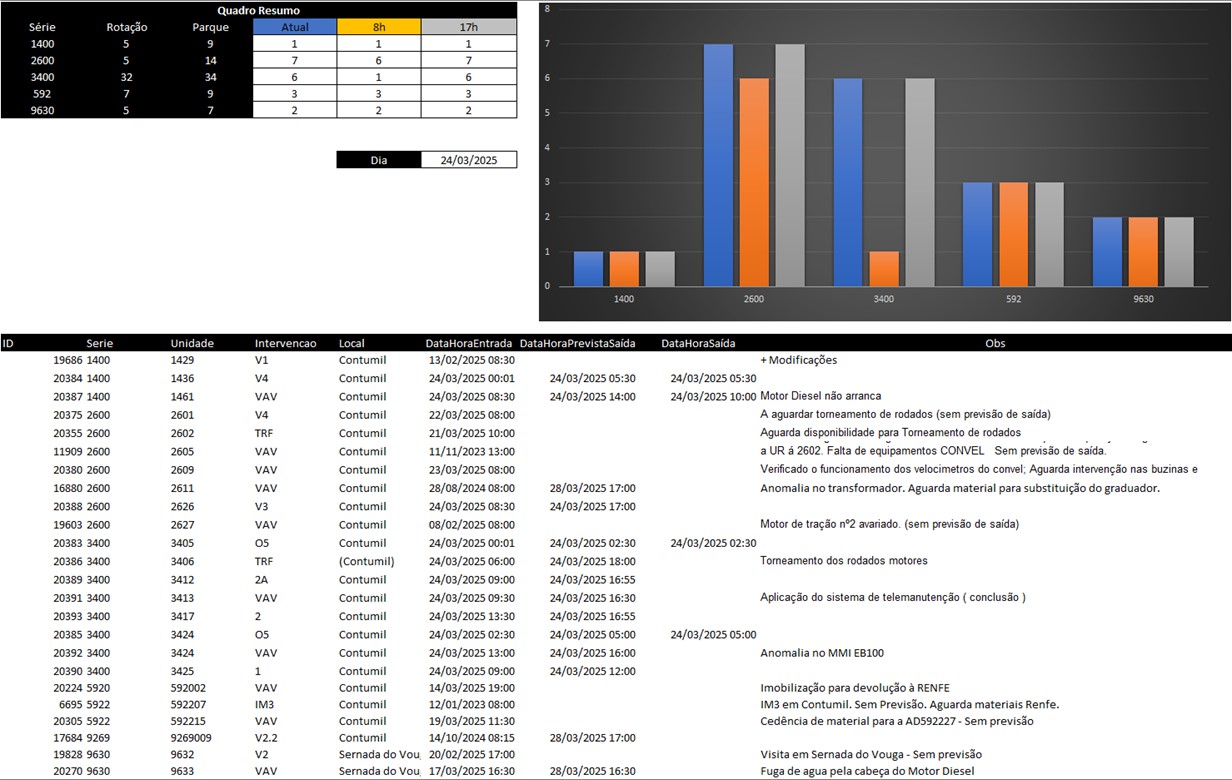 Quadro Resumo
Série Rotação Parque Atual 8h 17h
1400 5 9 1 1 1
2600 5 14 7 6 7
3400 32 34 6 1 6
592 7 9 3 3 3
9630 5 7 2 2 2
Dia 24/03/2025
8
7
6
5
4
3
2
1
0
1400 2600 3400 592 9630
ID Serie Unidade Intervencao Local DataHoraEntrada DataHoraPrevistaSaída DataHoraSaída Obs
19686 1400 1429 V1 Contumil 13/02/2025 08:30 + Modificações
20384 1400 1436 V4 Contumil 24/03/2025 00:01 24/03/2025 05:30 24/03/2025 05:30
20387 1400 1461 VAV Contumil 24/03/2025 08:30 24/03/2025 14:00 24/03/2025 10:00 Motor Diesel não arranca
20375 2600 2601 V4 Contumil 22/03/2025 08:00 A aguardar torneamento de rodados (sem previsão de saída)
20355 2600 2602 TRF Contumil 21/03/2025 10:00 Aguarda disponibilidade para Torneamento de rodados
11909 2600 2605 VAV Contumil 11/11/2023 13:00 a UR á 2602. Falta de equipamentos CONVEL Sem previsão de saída.
20380 2600 2609 VAV Contumil 23/03/2025 08:00 Verificado o funcionamento dos velocimetros do convel; Aguarda intervenção nas buzinas e
16880 2600 2611 VAV Contumil 28/08/2024 08:00 28/03/2025 17:00 Anomalia no transformador. Aguarda material para substituição do graduador.
20388 2600 2626 V3 Contumil 24/03/2025 08:30 24/03/2025 17:00
19603 2600 2627 VAV Contumil 08/02/2025 08:00 Motor de tração nº2 avariado. (sem previsão de saída)
20383 3400 3405 O5 Contumil 24/03/2025 00:01 24/03/2025 02:30 24/03/2025 02:30
20386 3400 3406 TRF (Contumil) 24/03/2025 06:00 24/03/2025 18:00 Torneamento dos rodados motores
20389 3400 3412 2A Contumil 24/03/2025 09:00 24/03/2025 16:55
20391 3400 3413 VAV Contumil 24/03/2025 09:30 24/03/2025 16:30 Aplicação do sistema de telemanutenção ( conclusão )
20393 3400 3417 2 Contumil 24/03/2025 13:30 24/03/2025 16:55
20385 3400 3424 O5 Contumil 24/03/2025 02:30 24/03/2025 05:00 24/03/2025 05:00
20392 3400 3424 VAV Contumil 24/03/2025 13:00 24/03/2025 16:00 Anomalia no MMI EB100
20390 3400 3425 1 Contumil 24/03/2025 09:00 24/03/2025 12:00
20224 5920 592002 VAV Contumil 14/03/2025 19:00 Imobilização para devolução à RENFE
6695 5922 592207 IM3 Contumil 12/01/2023 08:00 IM3 em Contumil. Sem Previsão. Aguarda materiais Renfe.
20305 5922 592215 VAV Contumil 19/03/2025 11:30 Cedência de material para a AD592227 - Sem previsão
17684 9269 9269009 V2.2 Contumil 14/10/2024 08:15 28/03/2025 17:00
19828 9630 9632 V2 Sernada do Vou 20/02/2025 17:00 Visita em Sernada do Vouga - Sem previsão
20270 9630 9633 VAV Sernada do Vou 17/03/2025 16:30 28/03/2025 16:30 Fuga de agua pela cabeça do Motor Diesel